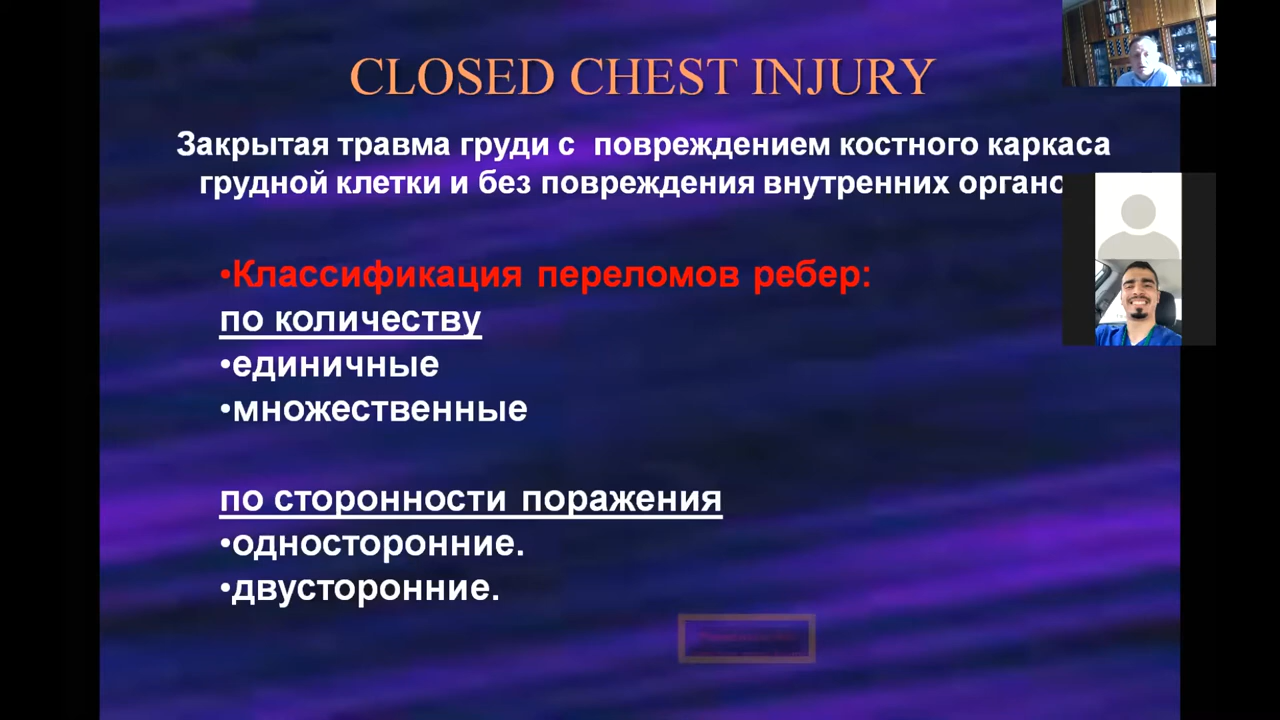 CLOSED CHEST INJURY
Закрытая травма груди с повреждением костного каркаса
грудной клетки и без повреждения внутренних органо
•Классификация переломов ребер:
по количеству
•единичные
•множественные
по сторонности поражения
•односторонние.
•двусторонние.